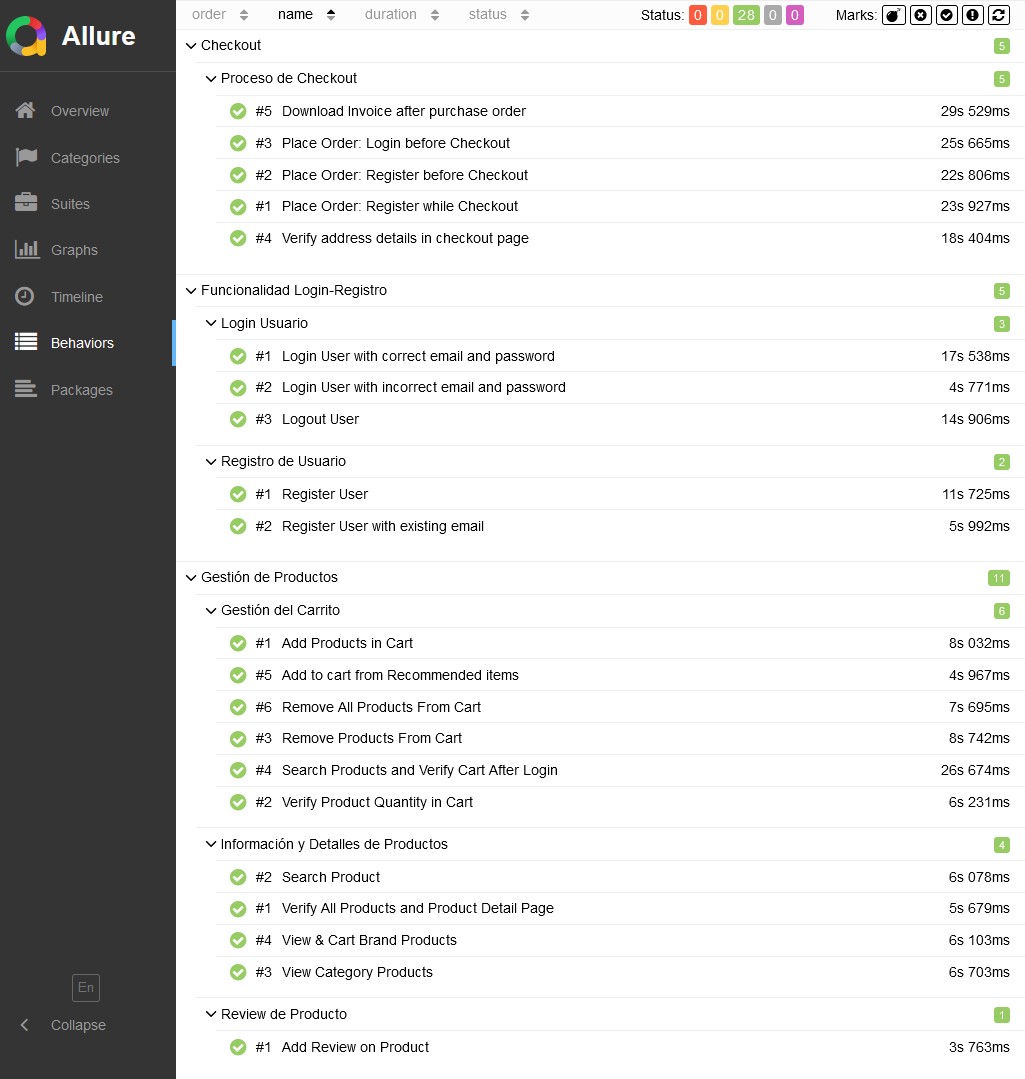 Allure
Overview
Categories
Suites
Graphs
Timeline
Behaviors
Packages
En
Collapse
order name duration status Status: 0 0 28 0 0 Marks:
Checkout 5
Proceso de Checkout 5
#5 Download Invoice after purchase order 29s 529ms
#3 Place Order: Login before Checkout 25s 665ms
#2 Place Order: Register before Checkout 22s 806ms
#1 Place Order: Register while Checkout 23s 927ms
#4 Verify address details in checkout page 18s 404ms
Funcionalidad Login-Registro 5
Login Usuario 3
#1 Login User with correct email and password 17s 538ms
#2 Login User with incorrect email and password 4s 771ms
#3 Logout User 14s 906ms
Registro de Usuario 2
#1 Register User 11s 725ms
#2 Register User with existing email 5s 992ms
Gestión de Productos 11
Gestión del Carrito 6
#1 Add Products in Cart 8s 032ms
#5 Add to cart from Recommended items 4s 967ms
#6 Remove All Products From Cart 7s 695ms
#3 Remove Products From Cart 8s 742ms
#4 Search Products and Verify Cart After Login 26s 674ms
#2 Verify Product Quantity in Cart 6s 231ms
Información y Detalles de Productos 4
#2 Search Product 6s 078ms
#1 Verify All Products and Product Detail Page 5s 679ms
#4 View & Cart Brand Products 6s 103ms
#3 View Category Products 6s 703ms
Review de Producto 1
#1 Add Review on Product 3s 763ms